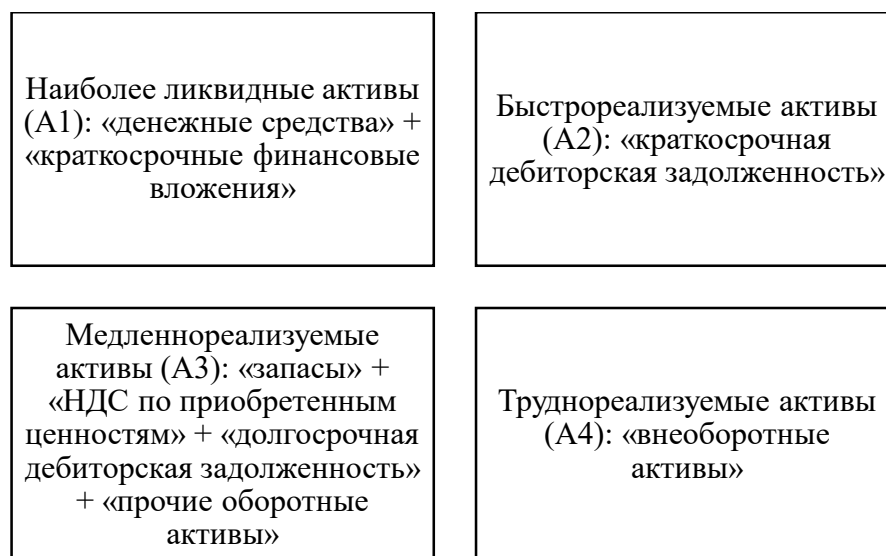 Наиболее ликвидные активы
(А1): «денежные средства» +
«краткосрочные финансовые
вложения»
Быстрореализуемые активы
(А2): «краткосрочная
дебиторская задолженность»
Медленнореализуемые
активы (А3): «запасы» +
«НДС по приобретенным
ценностям» + «долгосрочная
дебиторская задолженность»
+ «прочие оборотные
активы»
Труднореализуемые активы
(А4): «внеоборотные
активы»